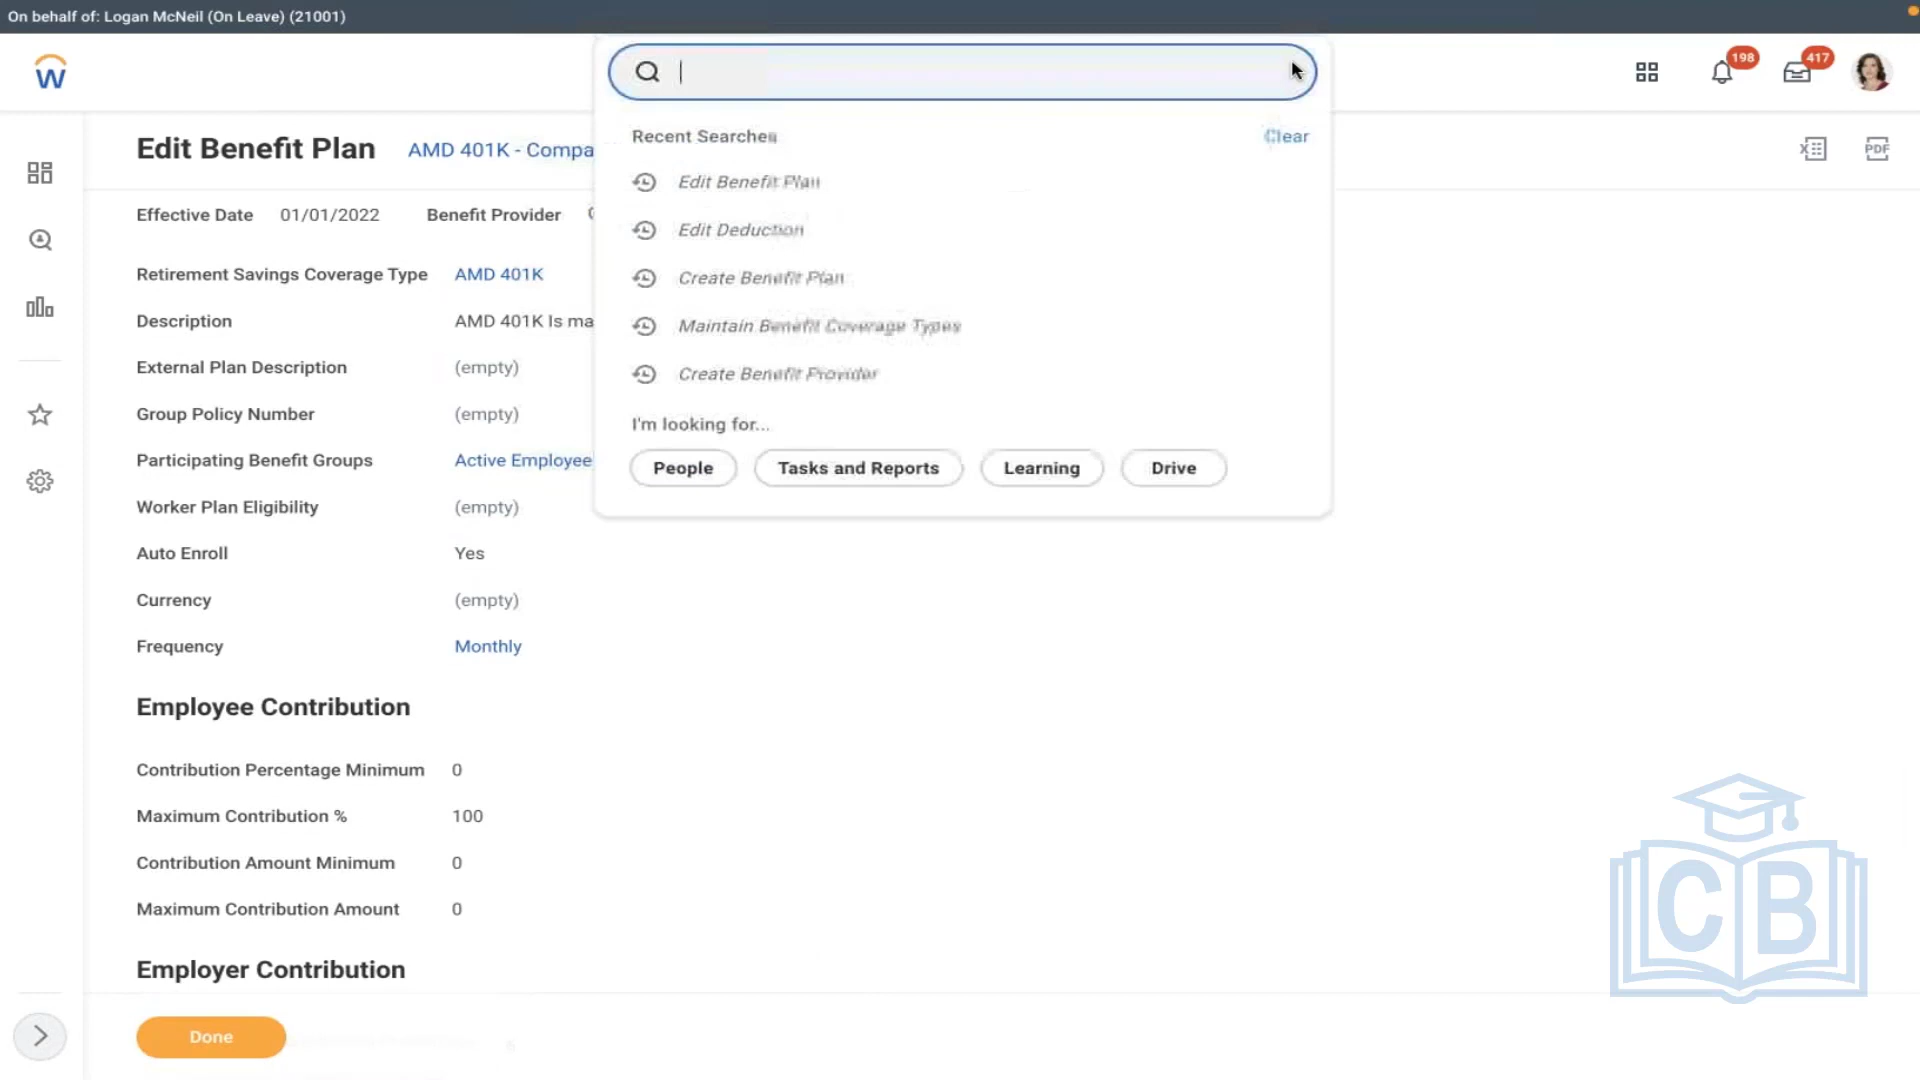 On behalf of: Logan McNeil (On Leave) (21001)
W
198
417
Edit Benefit Plan AMD 401K - Compa
PDF
Recent Searches
Clear
Edit Benefit Plan
Edit Deduction
Create Benefit Plan
Maintain Benefit Coverage Types
Create Benefit Provider
I'm looking for...
People
Tasks and Reports
Learning
Drive
Effective Date 01/01/2022 Benefit Provider
Retirement Savings Coverage Type AMD 401K
Description AMD 401K Is ma
External Plan Description (empty)
Group Policy Number (empty)
Participating Benefit Groups Active Employee
Worker Plan Eligibility (empty)
Auto Enroll Yes
Currency (empty)
Frequency Monthly
Employee Contribution
Contribution Percentage Minimum 0
Maximum Contribution % 100
Contribution Amount Minimum 0
Maximum Contribution Amount 0
Employer Contribution
Done
CB